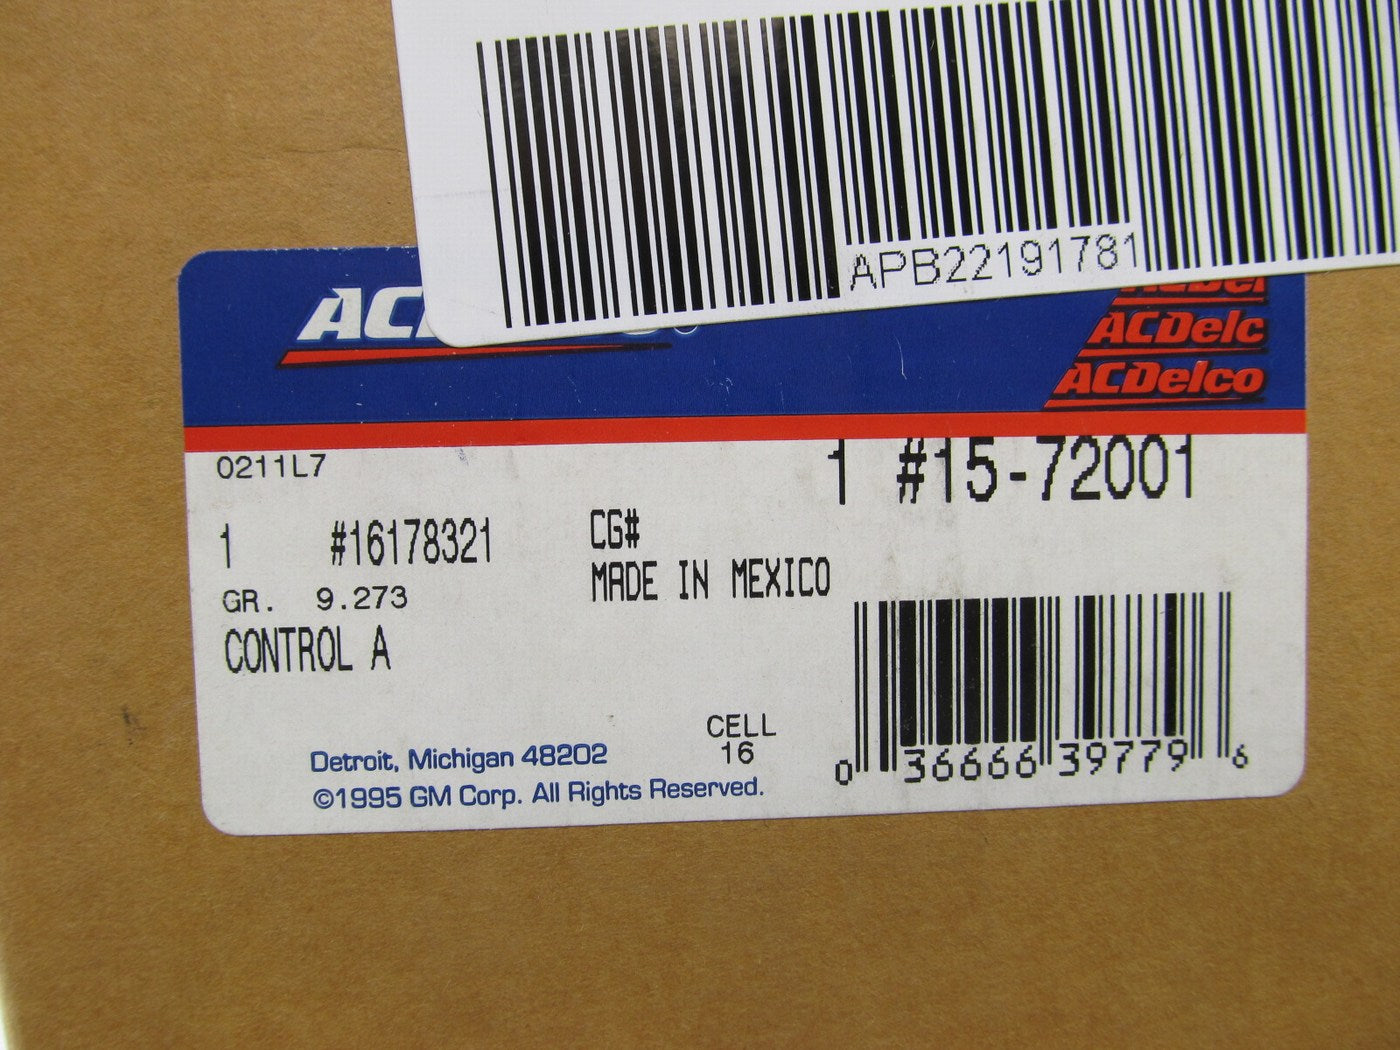 APB22191781
ACDelc
ACDelco
0211L7
1 #15-72001
1 #16178321
CG#
GR. 9.273
MADE IN MEXICO
CONTROL A
CELL
16
Detroit, Michigan 48202
©1995 GM Corp. All Rights Reserved.
0 36666 39779 6